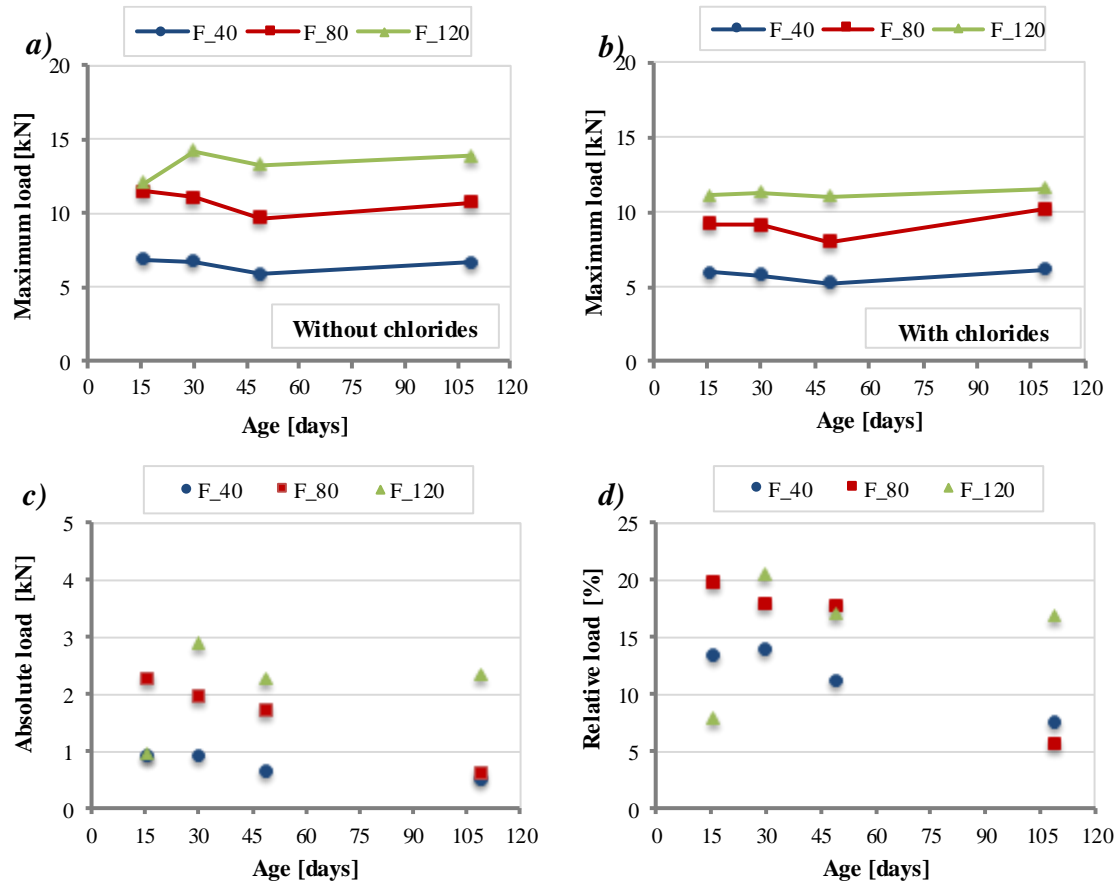 a)
F_40 F_80 F_120
Maximum load [kN]
20
15
10
5
0
Without chlorides
0 15 30 45 60 75 90 105 120
Age [days]
b)
F_40 F_80 F_120
Maximum load [kN]
20
15
10
5
0
With chlorides
0 15 30 45 60 75 90 105 120
Age [days]
c)
F_40 F_80 F_120
Absolute load [kN]
5
4
3
2
1
0
0 15 30 45 60 75 90 105 120
Age [days]
d)
F_40 F_80 F_120
Relative load [%]
25
20
15
10
5
0
0 15 30 45 60 75 90 105 120
Age [days]